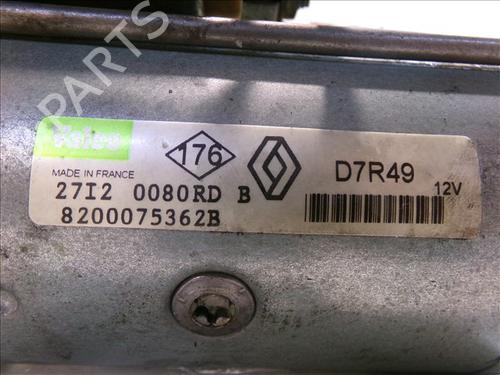 B-PARTS
Valeo
176
MADE IN FRANCE
D7R49
27I2 0080RD B
12V
8200075362B